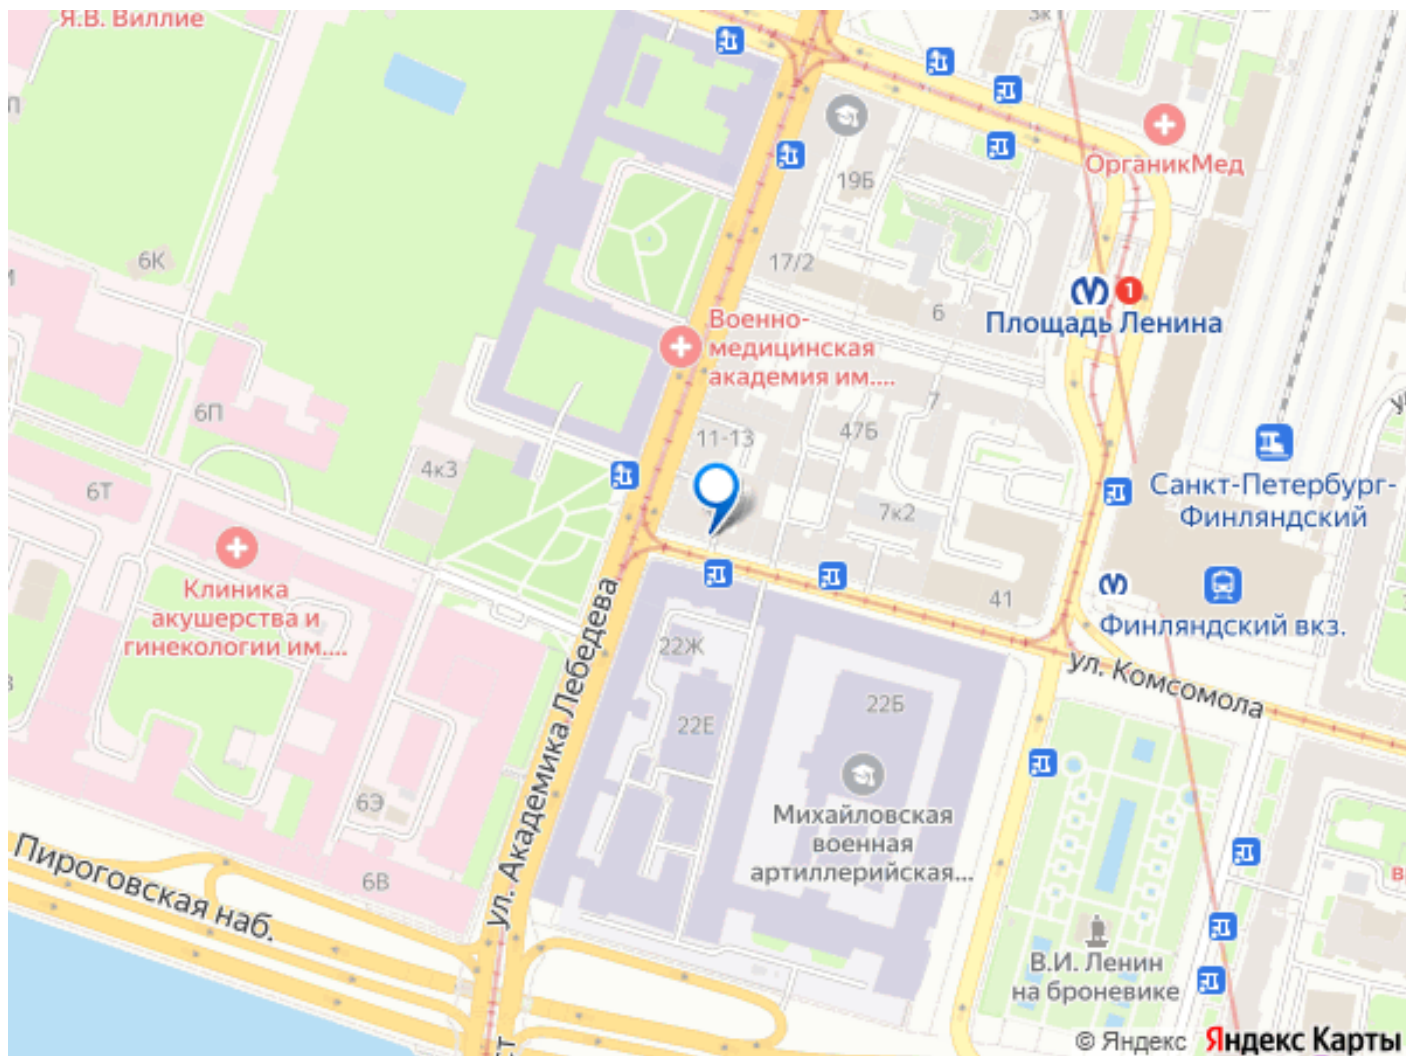 Я.В. Виллие
3к1
ОрганикМед
19Б
6К
17/2
6
1
Площадь Ленина
Военно-
медицинская
академия им....
7
6П
11-13
47Б
4к3
6Т
7к2
Санкт-Петербург-
Финляндский
Клиника
акушерства и
гинекологии им....
41
Финляндский вкз.
ул. Комсомола
22Ж
22Е
22Б
ул. Академика Лебедева
Михайловская
военная
артиллерийская...
6Э
6В
Пироговская наб.
В.И. Ленин
на броневике
© Яндекс Яндекс Карты